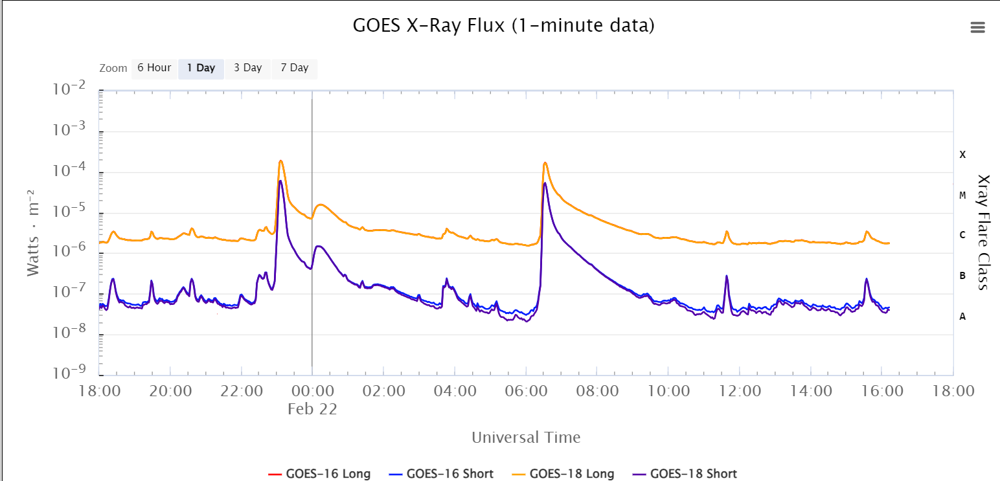 GOES X-Ray Flux (1-minute data)
Zoom 6 Hour 1 Day 3 Day 7 Day
10⁻²
10⁻³
10⁻⁴
10⁻⁵
10⁻⁶
10⁻⁷
10⁻⁸
10⁻⁹
Watts · m⁻²
X
M
C
B
A
Xray Flare Class
18:00 20:00 22:00 00:00 02:00 04:00 06:00 08:00 10:00 12:00 14:00 16:00 18:00
Feb 22
Universal Time
GOES-16 Long GOES-16 Short GOES-18 Long GOES-18 Short